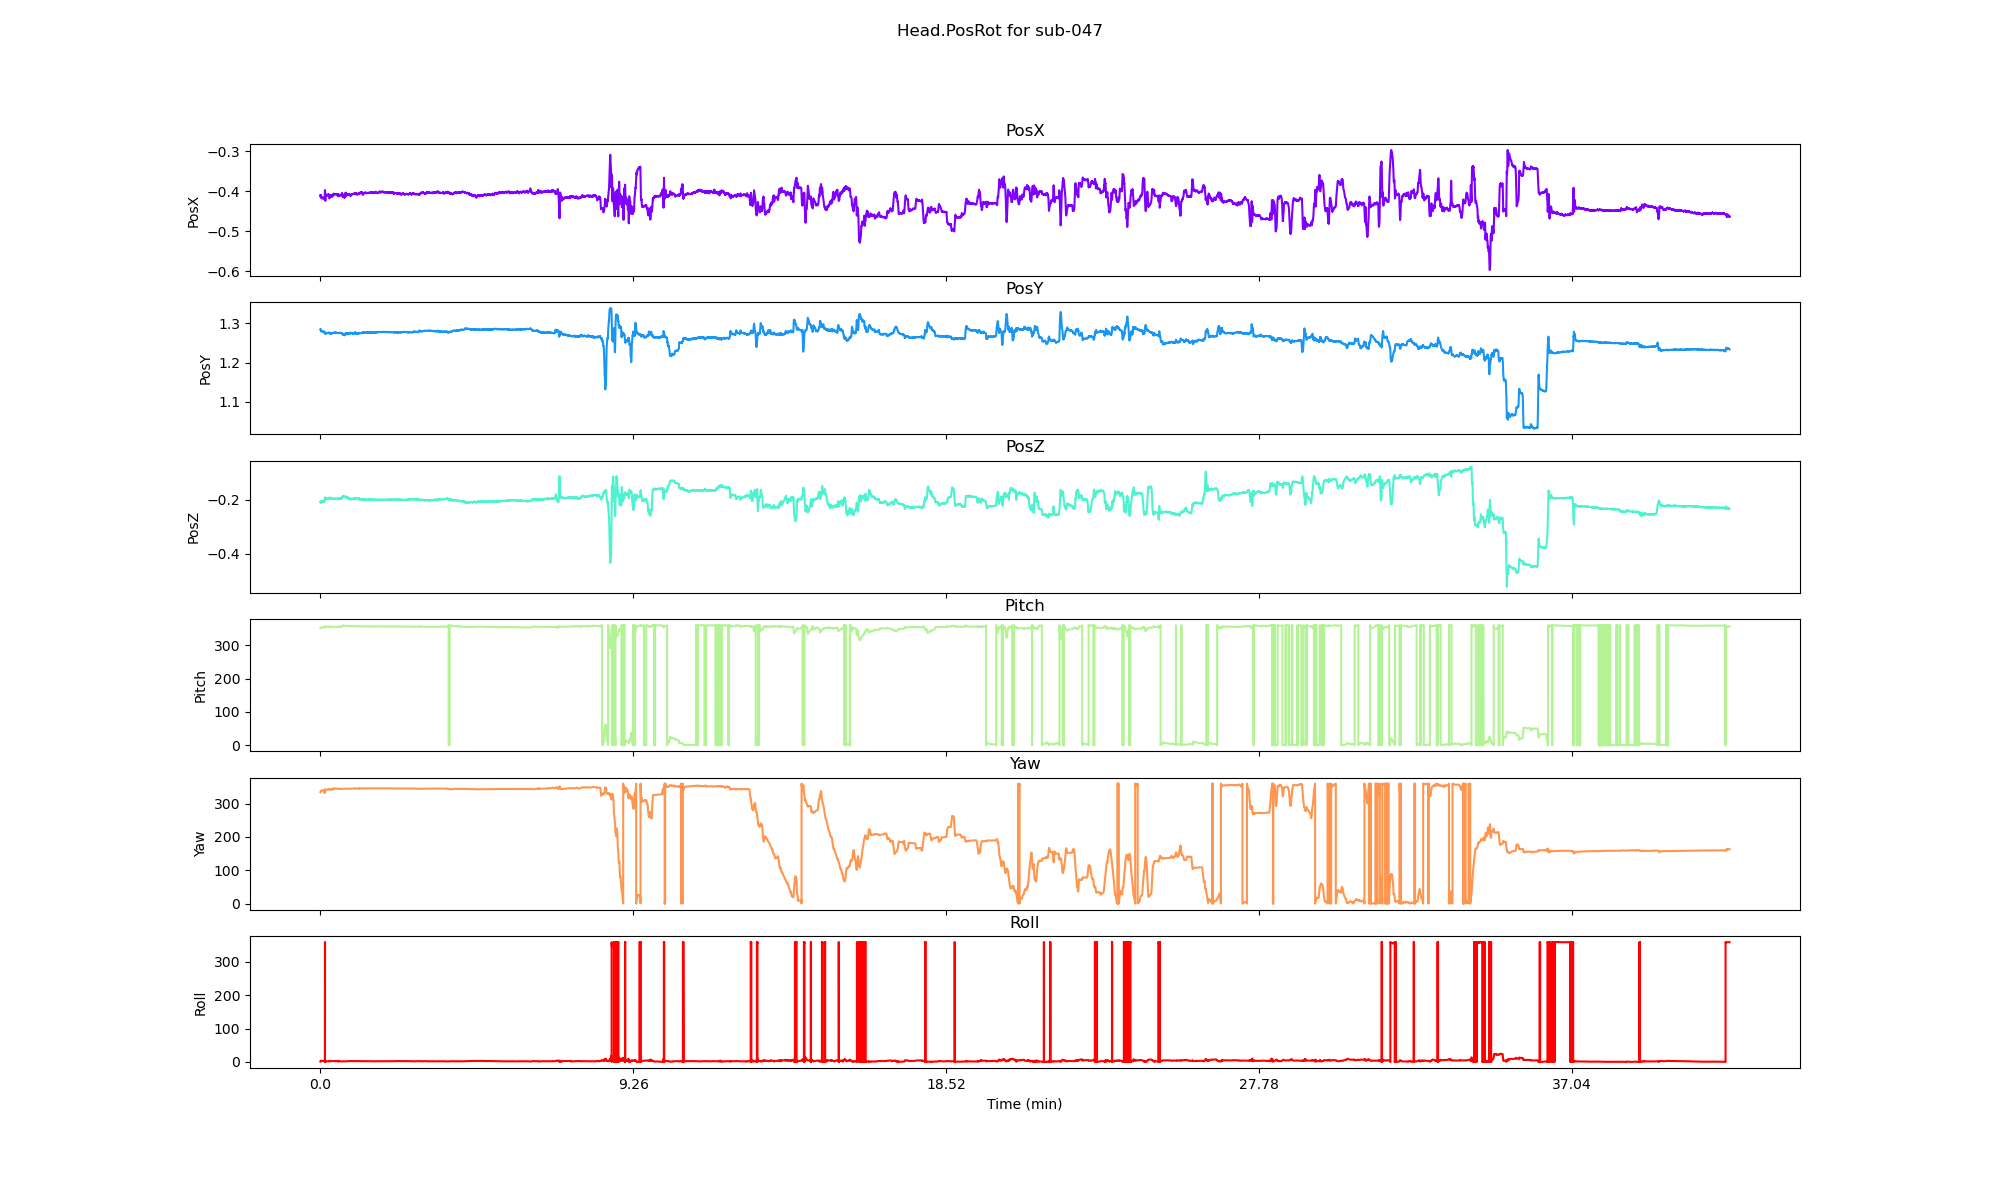 Head.PosRot for sub-047
PosX
−0.3
−0.4
−0.5
−0.6
PosX
PosY
1.3
1.2
1.1
PosY
PosZ
−0.2
−0.4
PosZ
Pitch
300
200
100
0
Pitch
Yaw
300
200
100
0
Yaw
Roll
300
200
100
0
Roll
0.0 9.26 18.52 27.78 37.04
Time (min)